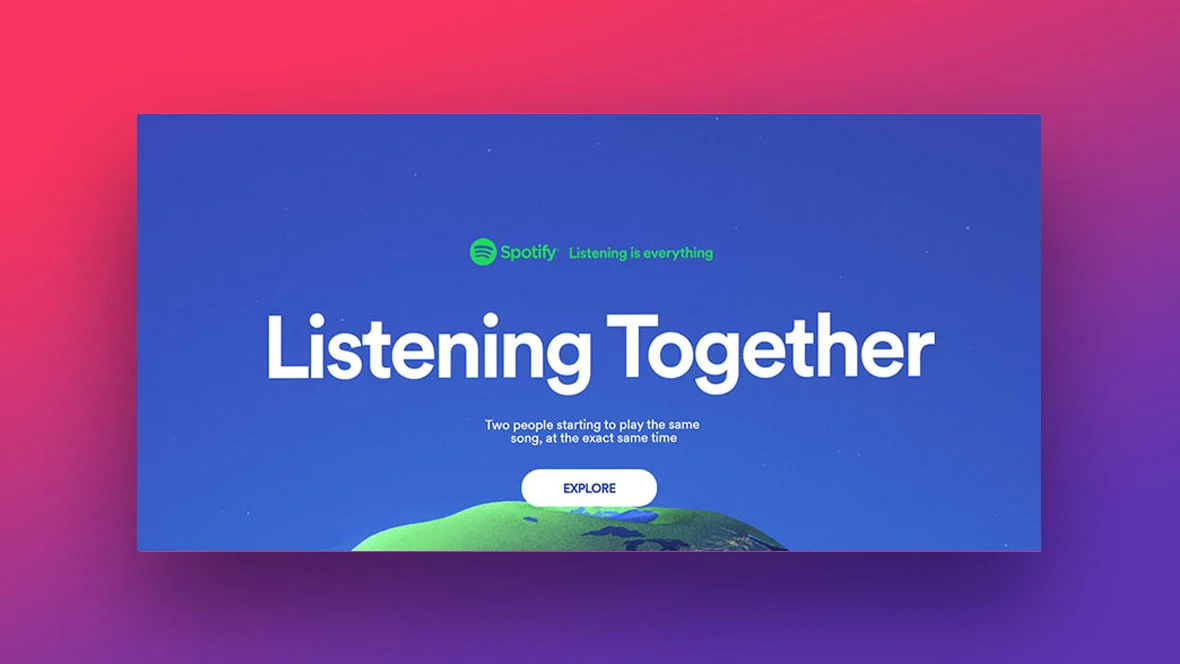 Spotify Listening is everything
Listening Together
Two people starting to play the same
song, at the exact same time
EXPLORE